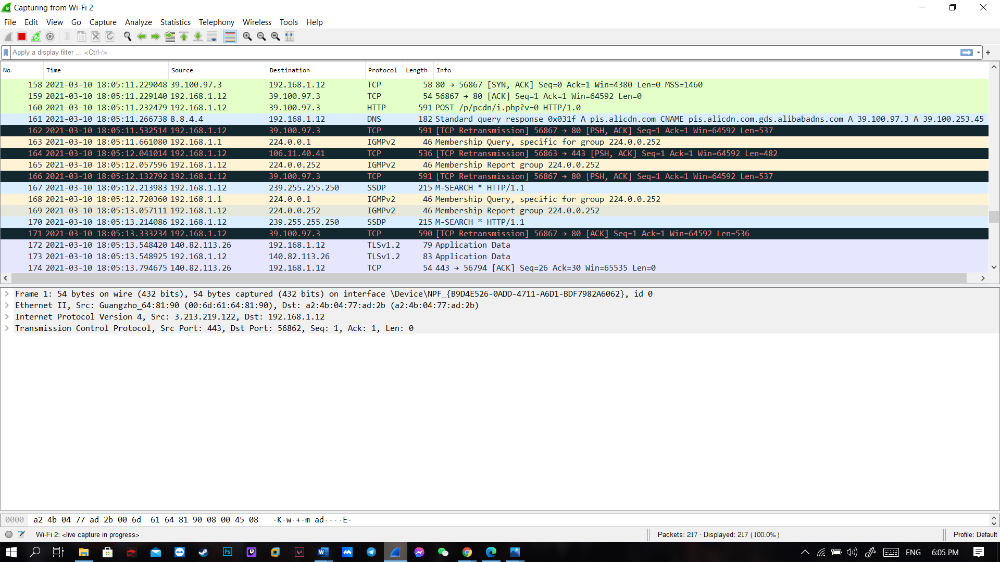 Capturing from Wi-Fi 2
File Edit View Go Capture Analyze Statistics Telephony Wireless Tools Help
Apply a display filter … <Ctrl-/>
No. Time Source Destination Protocol Length Info
158 2021-03-10 18:05:11.229048 39.100.97.3 192.168.1.12 TCP 58 80 → 56867 [SYN, ACK] Seq=0 Ack=1 Win=4380 Len=0 MSS=1460
159 2021-03-10 18:05:11.229140 192.168.1.12 39.100.97.3 TCP 54 56867 → 80 [ACK] Seq=1 Ack=1 Win=64592 Len=0
160 2021-03-10 18:05:11.232479 192.168.1.12 39.100.97.3 HTTP 591 POST /p/pcdn/i.php?v=0 HTTP/1.0
161 2021-03-10 18:05:11.266738 8.8.4.4 192.168.1.12 DNS 182 Standard query response 0x031f A pis.alicdn.com CNAME pis.alicdn.com.gds.alibabadns.com A 39.100.97.3 A 39.100.253.45
162 2021-03-10 18:05:11.532514 192.168.1.12 39.100.97.3 TCP 591 [TCP Retransmission] 56867 → 80 [PSH, ACK] Seq=1 Ack=1 Win=64592 Len=537
163 2021-03-10 18:05:11.661080 192.168.1.1 224.0.0.1 IGMPv2 46 Membership Query, specific for group 224.0.0.252
164 2021-03-10 18:05:12.041014 192.168.1.12 106.11.40.41 TCP 536 [TCP Retransmission] 56863 → 443 [PSH, ACK] Seq=1 Ack=1 Win=64592 Len=482
165 2021-03-10 18:05:12.057596 192.168.1.12 224.0.0.252 IGMPv2 46 Membership Report group 224.0.0.252
166 2021-03-10 18:05:12.132792 192.168.1.12 39.100.97.3 TCP 591 [TCP Retransmission] 56867 → 80 [PSH, ACK] Seq=1 Ack=1 Win=64592 Len=537
167 2021-03-10 18:05:12.213983 192.168.1.12 239.255.255.250 SSDP 215 M-SEARCH * HTTP/1.1
168 2021-03-10 18:05:12.720360 192.168.1.1 224.0.0.1 IGMPv2 46 Membership Query, specific for group 224.0.0.252
169 2021-03-10 18:05:13.057111 192.168.1.12 224.0.0.252 IGMPv2 46 Membership Report group 224.0.0.252
170 2021-03-10 18:05:13.214086 192.168.1.12 239.255.255.250 SSDP 215 M-SEARCH * HTTP/1.1
171 2021-03-10 18:05:13.333234 192.168.1.12 39.100.97.3 TCP 590 [TCP Retransmission] 56867 → 80 [ACK] Seq=1 Ack=1 Win=64592 Len=536
172 2021-03-10 18:05:13.548420 140.82.113.26 192.168.1.12 TLSv1.2 79 Application Data
173 2021-03-10 18:05:13.548925 192.168.1.12 140.82.113.26 TLSv1.2 83 Application Data
174 2021-03-10 18:05:13.794675 140.82.113.26 192.168.1.12 TCP 54 443 → 56794 [ACK] Seq=26 Ack=30 Win=65535 Len=0
Frame 1: 54 bytes on wire (432 bits), 54 bytes captured (432 bits) on interface \Device\NPF_{B9D4E526-0ADD-4711-A6D1-BDF7982A6062}, id 0
Ethernet II, Src: Guangzho_64:81:90 (00:6d:61:64:81:90), Dst: a2:4b:04:77:ad:2b (a2:4b:04:77:ad:2b)
Internet Protocol Version 4, Src: 3.213.219.122, Dst: 192.168.1.12
Transmission Control Protocol, Src Port: 443, Dst Port: 56862, Seq: 1, Ack: 1, Len: 0
0000 a2 4b 04 77 ad 2b 00 6d 61 64 81 90 08 00 45 08 ·K·w·+·m ad····E·
Wi-Fi 2: <live capture in progress> Packets: 217 · Displayed: 217 (100.0%) Profile: Default
ENG 6:05 PM